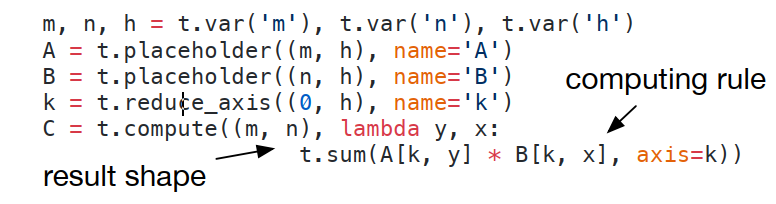 m, n, h = t.var('m'), t.var('n'), t.var('h')
A = t.placeholder((m, h), name='A')
B = t.placeholder((n, h), name='B')
computing rule
k = t.reduce_axis((0, h), name='k')
C = t.compute((m, n), lambda y, x:
t.sum(A[k, y] * B[k, x], axis=k))
result shape